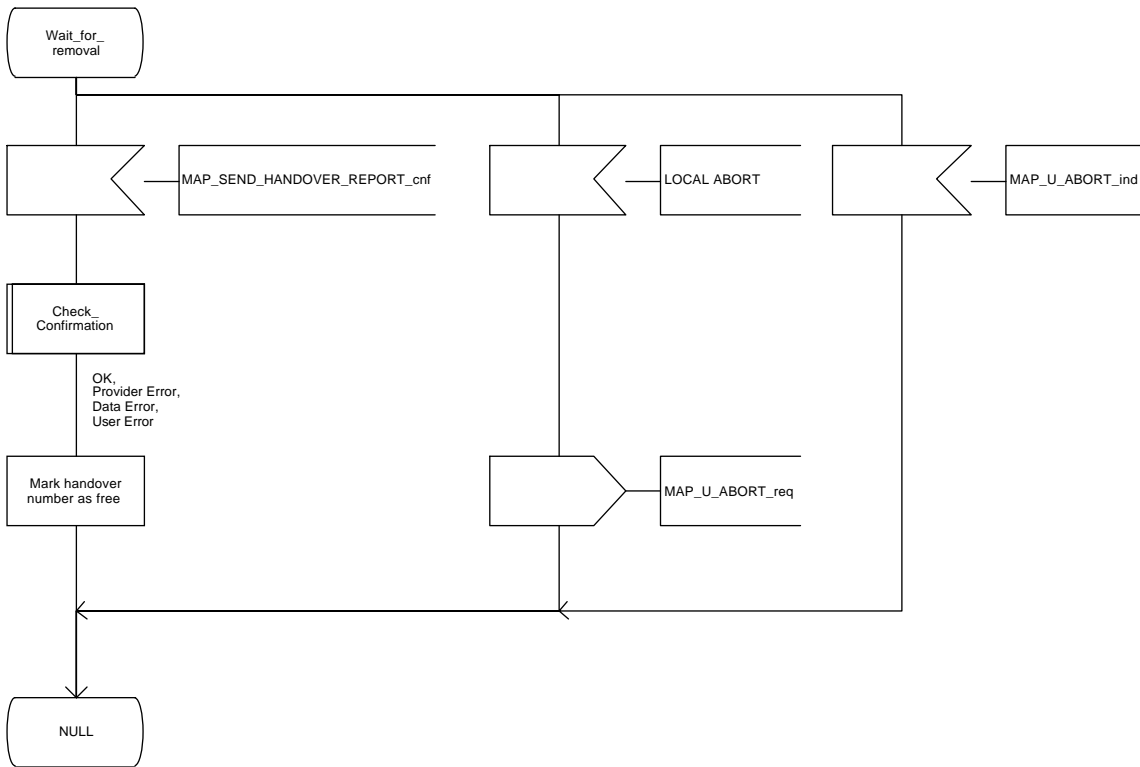 Wait_for_
removal
MAP_SEND_HANDOVER_REPORT_cnf
LOCAL ABORT
MAP_U_ABORT_ind
Check_
Confirmation
OK,
Provider Error,
Data Error,
User Error
Mark handover
number as free
MAP_U_ABORT_req
NULL